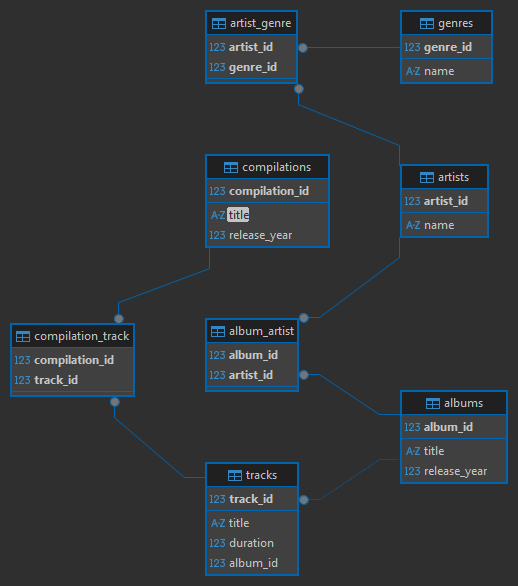 artist_genre
123 artist_id
123 genre_id
genres
123 genre_id
A-Z name
compilations
123 compilation_id
A-Z title
123 release_year
artists
123 artist_id
A-Z name
compilation_track
123 compilation_id
123 track_id
album_artist
123 album_id
123 artist_id
albums
123 album_id
A-Z title
123 release_year
tracks
123 track_id
A-Z title
123 duration
123 album_id